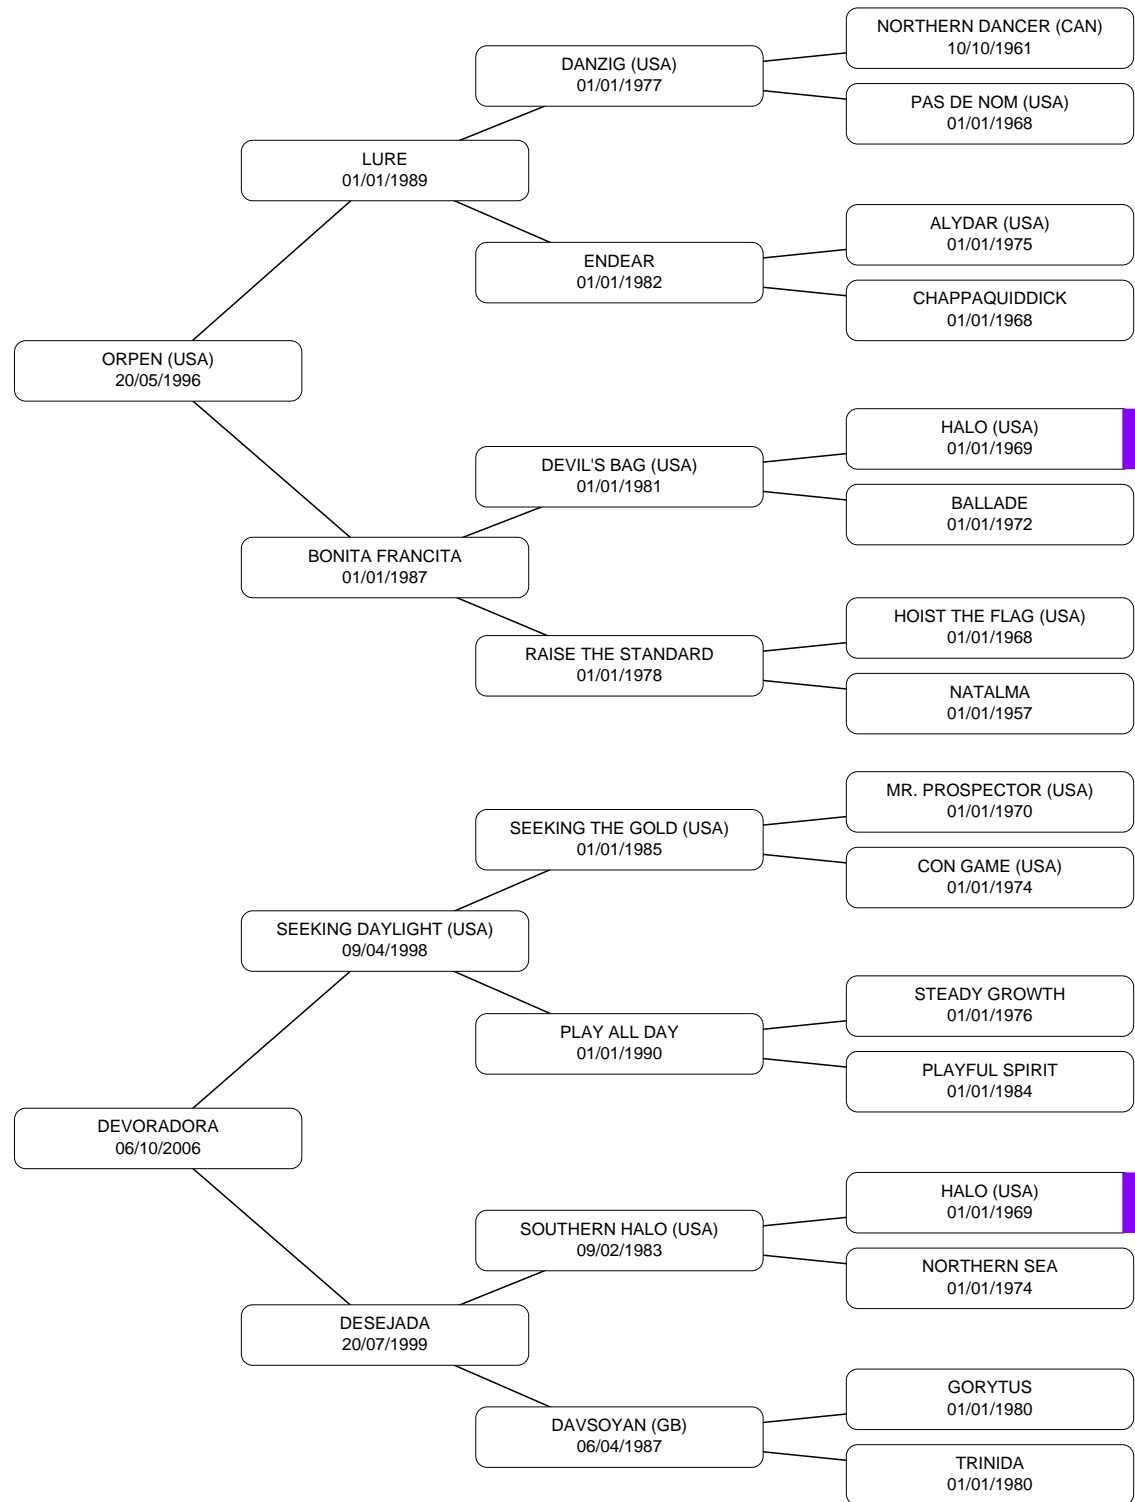 NORTHERN DANCER (CAN)
10/10/1961
DANZIG (USA)
01/01/1977
PAS DE NOM (USA)
01/01/1968
LURE
01/01/1989
ALYDAR (USA)
01/01/1975
ENDEAR
01/01/1982
CHAPPAQUIDDICK
01/01/1968
ORPEN (USA)
20/05/1996
HALO (USA)
01/01/1969
DEVIL'S BAG (USA)
01/01/1981
BALLADE
01/01/1972
BONITA FRANCITA
01/01/1987
HOIST THE FLAG (USA)
01/01/1968
RAISE THE STANDARD
01/01/1978
NATALMA
01/01/1957
MR. PROSPECTOR (USA)
01/01/1970
SEEKING THE GOLD (USA)
01/01/1985
CON GAME (USA)
01/01/1974
SEEKING DAYLIGHT (USA)
09/04/1998
STEADY GROWTH
01/01/1976
PLAY ALL DAY
01/01/1990
PLAYFUL SPIRIT
01/01/1984
DEVORADORA
06/10/2006
HALO (USA)
01/01/1969
SOUTHERN HALO (USA)
09/02/1983
NORTHERN SEA
01/01/1974
DESEJADA
20/07/1999
GORYTUS
01/01/1980
DAVSOYAN (GB)
06/04/1987
TRINIDA
01/01/1980